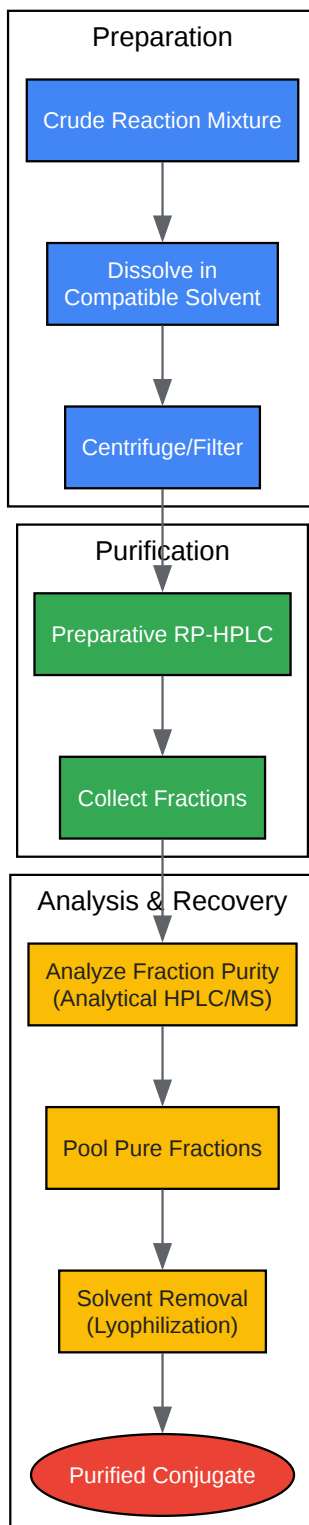 Preparation
Crude Reaction Mixture
Dissolve in
Compatible Solvent
Centrifuge/Filter
Purification
Preparative RP-HPLC
Collect Fractions
Analysis & Recovery
Analyze Fraction Purity
(Analytical HPLC/MS)
Pool Pure Fractions
Solvent Removal
(Lyophilization)
Purified Conjugate